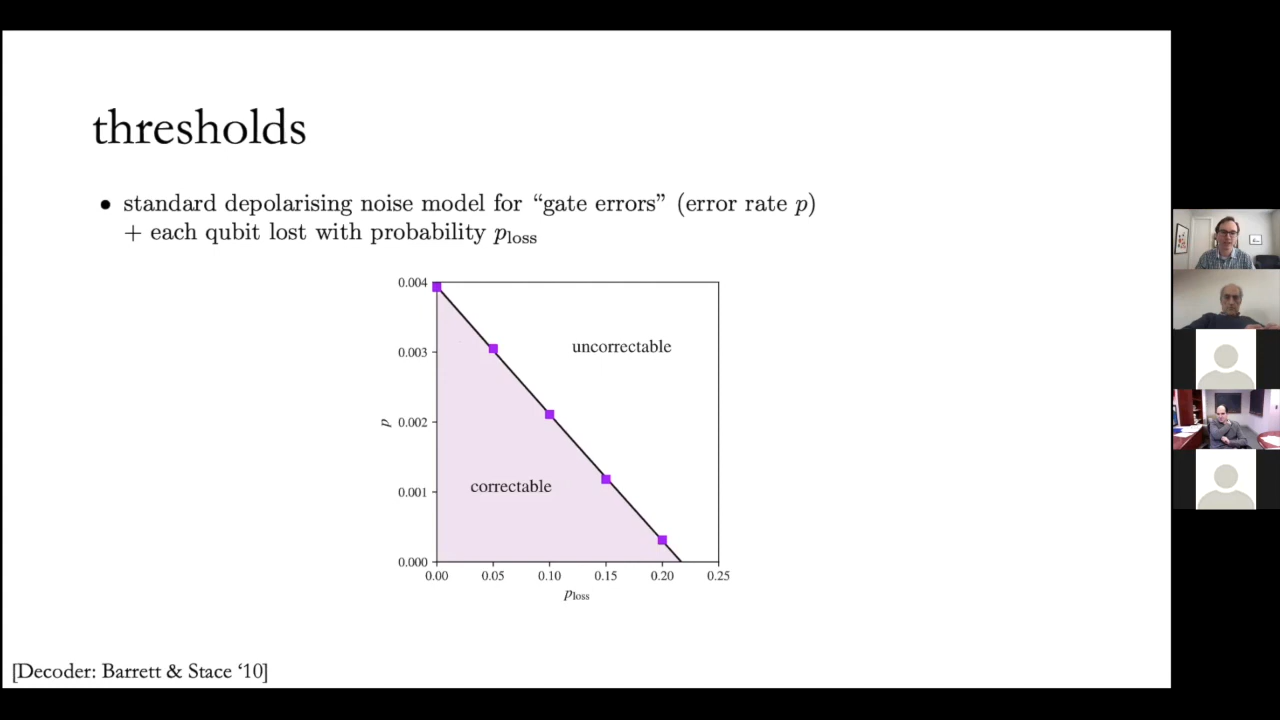 thresholds
• standard depolarising noise model for “gate errors” (error rate p)
+ each qubit lost with probability p_loss
0.004
0.003
0.002
0.001
0.000
p
uncorrectable
correctable
0.00 0.05 0.10 0.15 0.20 0.25
p_loss
[Decoder: Barrett & Stace ‘10]